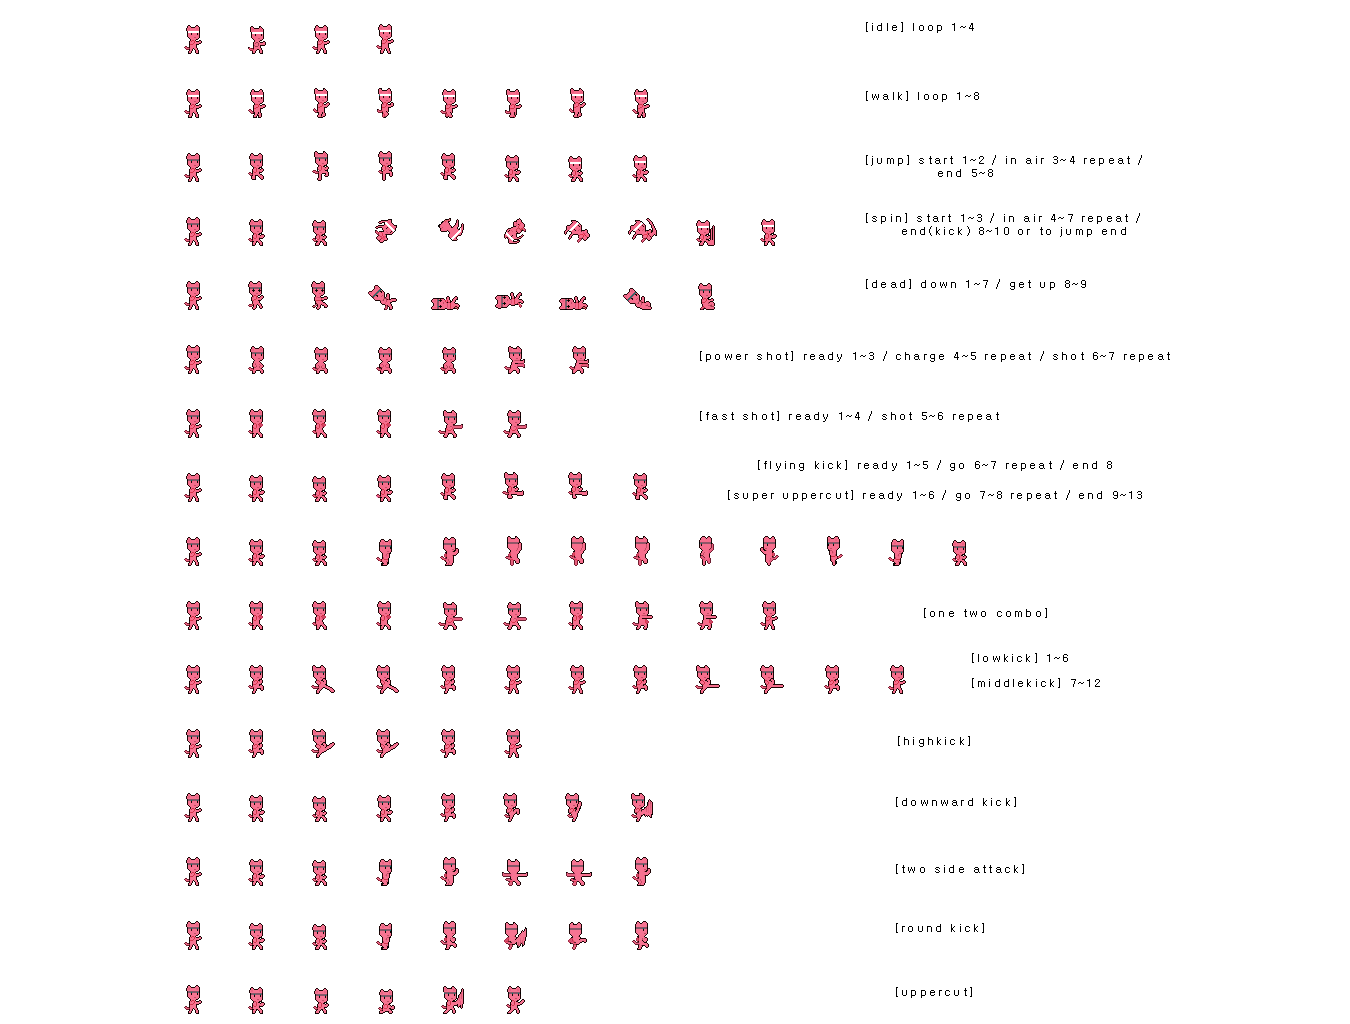 [idle] loop 1~4
[walk] loop 1~8
[jump] start 1~2 / in air 3~4 repeat /
end 5~8
[spin] start 1~3 / in air 4~7 repeat /
end(kick) 8~10 or to jump end
[dead] down 1~7 / get up 8~9
[power shot] ready 1~3 / charge 4~5 repeat / shot 6~7 repeat
[fast shot] ready 1~4 / shot 5~6 repeat
[flying kick] ready 1~5 / go 6~7 repeat / end 8
[super uppercut] ready 1~6 / go 7~8 repeat / end 9~13
[one two combo]
[lowkick] 1~6
[middlekick] 7~12
[highkick]
[downward kick]
[two side attack]
[round kick]
[uppercut]